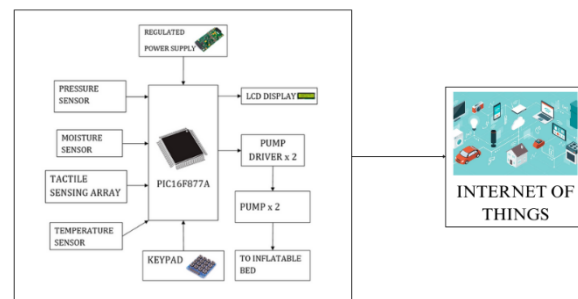 REGULATED
POWER SUPPLY
PRESSURE
SENSOR
LCD DISPLAY
MOISTURE
SENSOR
PUMP
DRIVER x 2
TACTILE
SENSING ARRAY
PIC16F877A
PUMP x 2
TEMPERATURE
SENSOR
KEYPAD
TO INFLATABLE
BED
INTERNET OF
THINGS